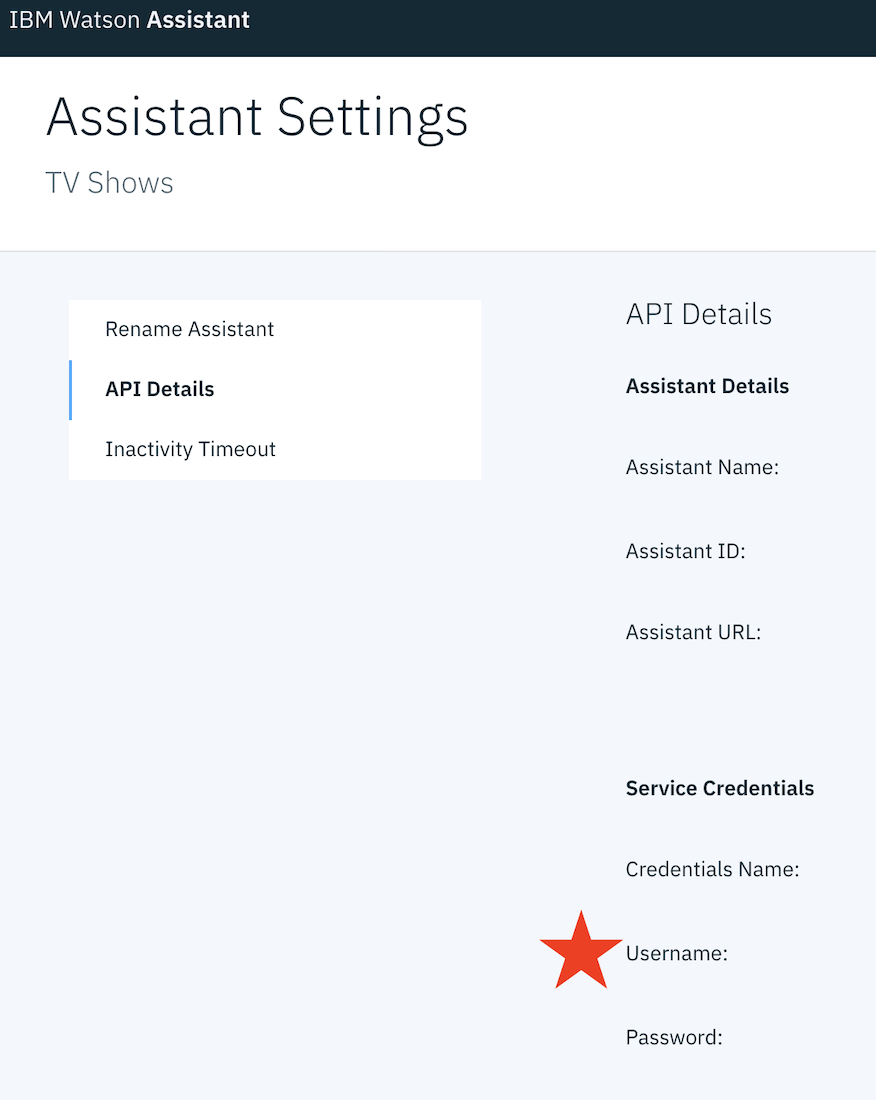 IBM Watson Assistant
Assistant Settings
TV Shows
Rename Assistant
API Details
Inactivity Timeout
API Details
Assistant Details
Assistant Name:
Assistant ID:
Assistant URL:
Service Credentials
Credentials Name:
Username:
Password: